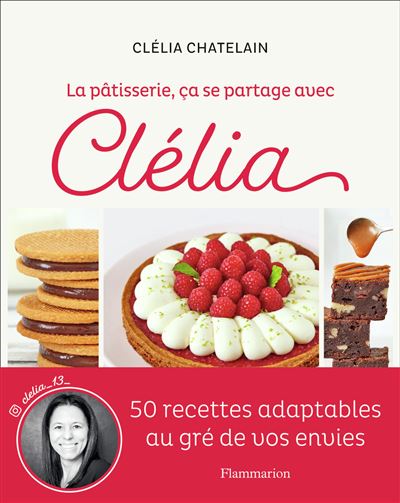 CLÉLIA CHATELAIN
La pâtisserie, ça se partage avec
Clélia
clelia_13_
50 recettes adaptables
au gré de vos envies
Flammarion